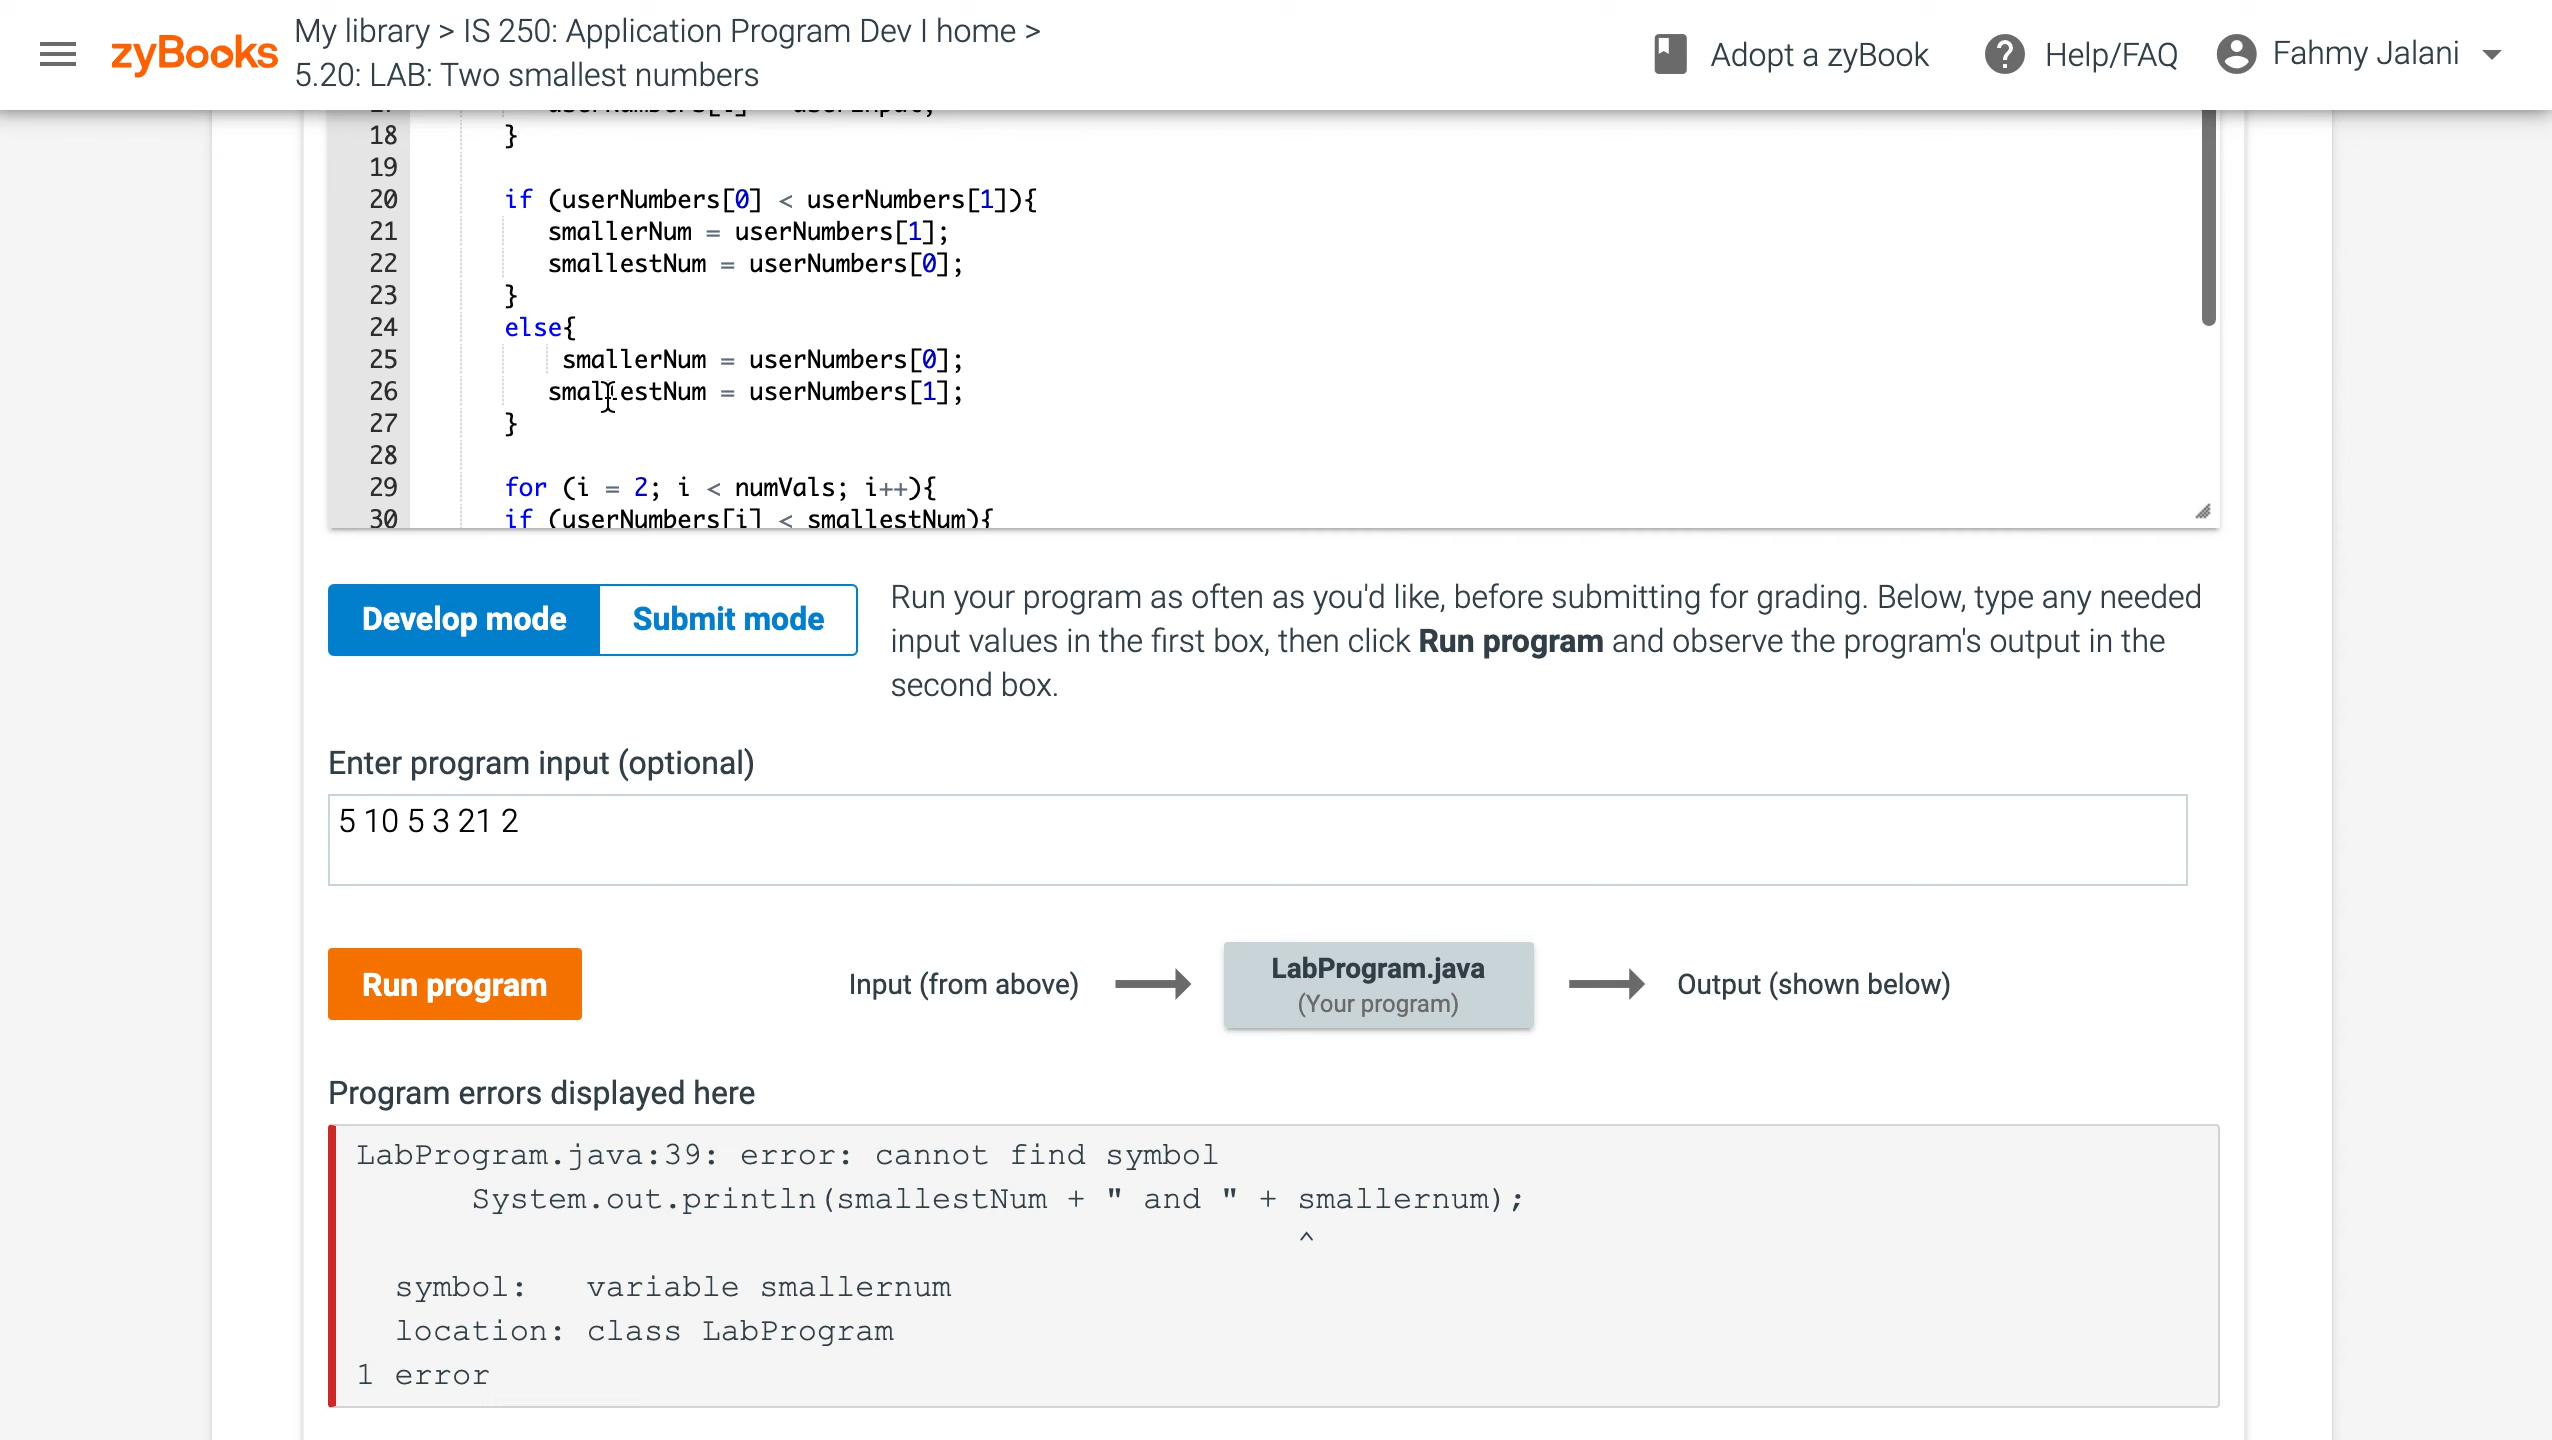 zyBooks
My library > IS 250: Application Program Dev I home >
5.20: LAB: Two smallest numbers
Adopt a zyBook
Help/FAQ
Fahmy Jalani
18 }
19
20 if (userNumbers[0] < userNumbers[1]){
21 smallerNum = userNumbers[1];
22 smallestNum = userNumbers[0];
23 }
24 else{
25 smallerNum = userNumbers[0];
26 smallestNum = userNumbers[1];
27 }
28
29 for (i = 2; i < numVals; i++){
30 if (userNumbers[i] < smallestNum){
Develop mode
Submit mode
Run your program as often as you'd like, before submitting for grading. Below, type any needed
input values in the first box, then click Run program and observe the program's output in the
second box.
Enter program input (optional)
5 10 5 3 21 2
Run program
Input (from above)
LabProgram.java
(Your program)
Output (shown below)
Program errors displayed here
LabProgram.java:39: error: cannot find symbol
System.out.println(smallestNum + " and " + smallernum);
^
symbol: variable smallernum
location: class LabProgram
1 error